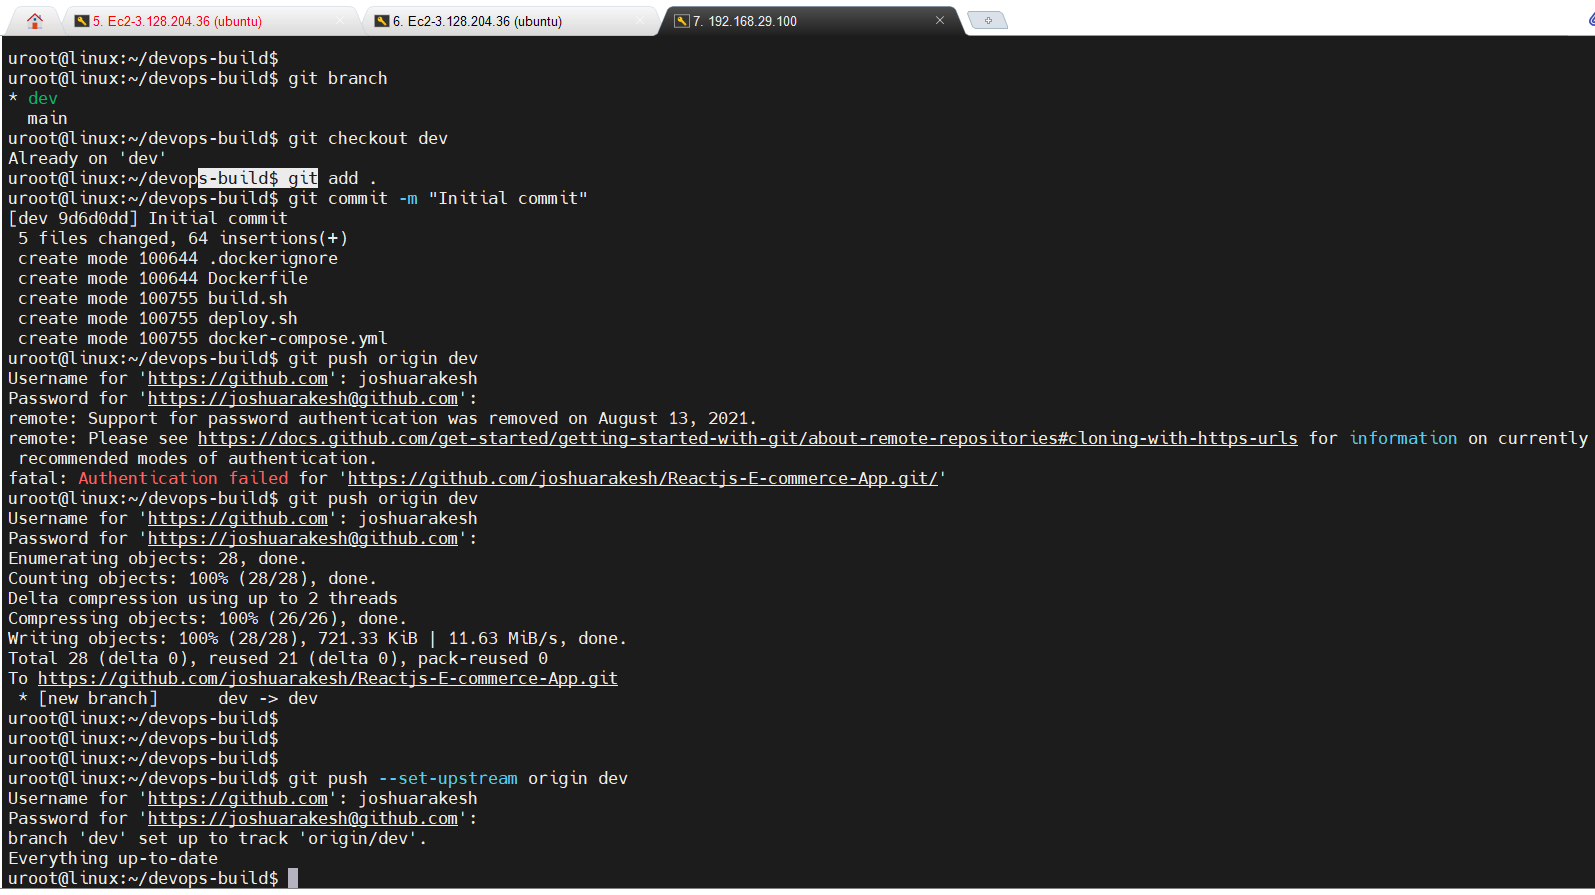 5. Ec2-3.128.204.36 (ubuntu)
6. Ec2-3.128.204.36 (ubuntu)
7. 192.168.29.100
uroot@linux:~/devops-build$
uroot@linux:~/devops-build$ git branch
* dev
  main
uroot@linux:~/devops-build$ git checkout dev
Already on 'dev'
uroot@linux:~/devops-build$ git add .
uroot@linux:~/devops-build$ git commit -m "Initial commit"
[dev 9d6d0dd] Initial commit
 5 files changed, 64 insertions(+)
 create mode 100644 .dockerignore
 create mode 100644 Dockerfile
 create mode 100755 build.sh
 create mode 100755 deploy.sh
 create mode 100755 docker-compose.yml
uroot@linux:~/devops-build$ git push origin dev
Username for 'https://github.com': joshuarakesh
Password for 'https://joshuarakesh@github.com':
remote: Support for password authentication was removed on August 13, 2021.
remote: Please see https://docs.github.com/get-started/getting-started-with-git/about-remote-repositories#cloning-with-https-urls for information on currently
 recommended modes of authentication.
fatal: Authentication failed for 'https://github.com/joshuarakesh/Reactjs-E-commerce-App.git/'
uroot@linux:~/devops-build$ git push origin dev
Username for 'https://github.com': joshuarakesh
Password for 'https://joshuarakesh@github.com':
Enumerating objects: 28, done.
Counting objects: 100% (28/28), done.
Delta compression using up to 2 threads
Compressing objects: 100% (26/26), done.
Writing objects: 100% (28/28), 721.33 KiB | 11.63 MiB/s, done.
Total 28 (delta 0), reused 21 (delta 0), pack-reused 0
To https://github.com/joshuarakesh/Reactjs-E-commerce-App.git
 * [new branch]      dev -> dev
uroot@linux:~/devops-build$
uroot@linux:~/devops-build$
uroot@linux:~/devops-build$
uroot@linux:~/devops-build$ git push --set-upstream origin dev
Username for 'https://github.com': joshuarakesh
Password for 'https://joshuarakesh@github.com':
branch 'dev' set up to track 'origin/dev'.
Everything up-to-date
uroot@linux:~/devops-build$